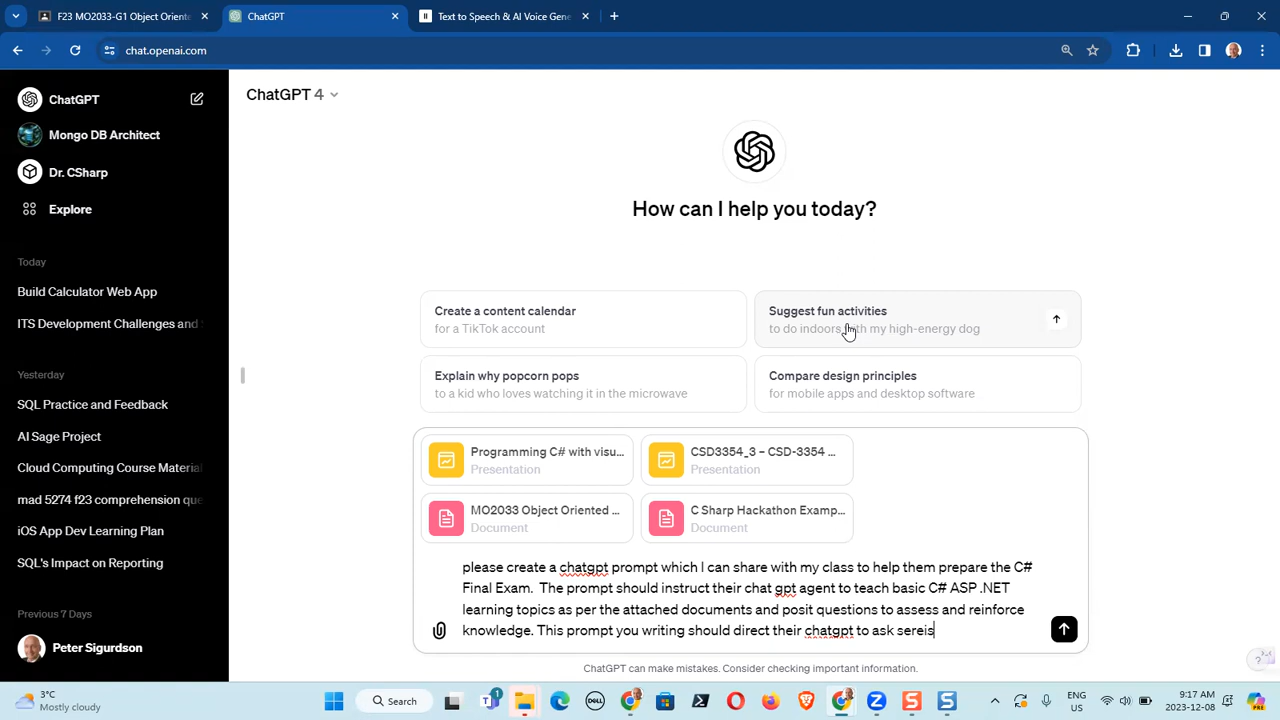 F23 MO2033-G1 Object Oriente
ChatGPT
Text to Speech & AI Voice Gene
chat.openai.com
ChatGPT
Mongo DB Architect
Dr. CSharp
Explore
Today
Build Calculator Web App
ITS Development Challenges and S
Yesterday
SQL Practice and Feedback
AI Sage Project
Cloud Computing Course Material
mad 5274 f23 comprehension que
iOS App Dev Learning Plan
SQL's Impact on Reporting
Previous 7 Days
Peter Sigurdson
ChatGPT 4
How can I help you today?
Create a content calendar
for a TikTok account
Suggest fun activities
to do indoors with my high-energy dog
Explain why popcorn pops
to a kid who loves watching it in the microwave
Compare design principles
for mobile apps and desktop software
Programming C# with visu...
Presentation
CSD3354_3 – CSD-3354 ...
Presentation
MO2033 Object Oriented ...
Document
C Sharp Hackathon Examp...
Document
please create a chatgpt prompt which I can share with my class to help them prepare the C#
Final Exam.  The prompt should instruct their chat gpt agent to teach basic C# ASP .NET
learning topics as per the attached documents and posit questions to assess and reinforce
knowledge. This prompt you writing should direct their chatgpt to ask sereis
ChatGPT can make mistakes. Consider checking important information.
3°C
Mostly cloudy
Search
1
DELL
ENG
US
9:17 AM
2023-12-08